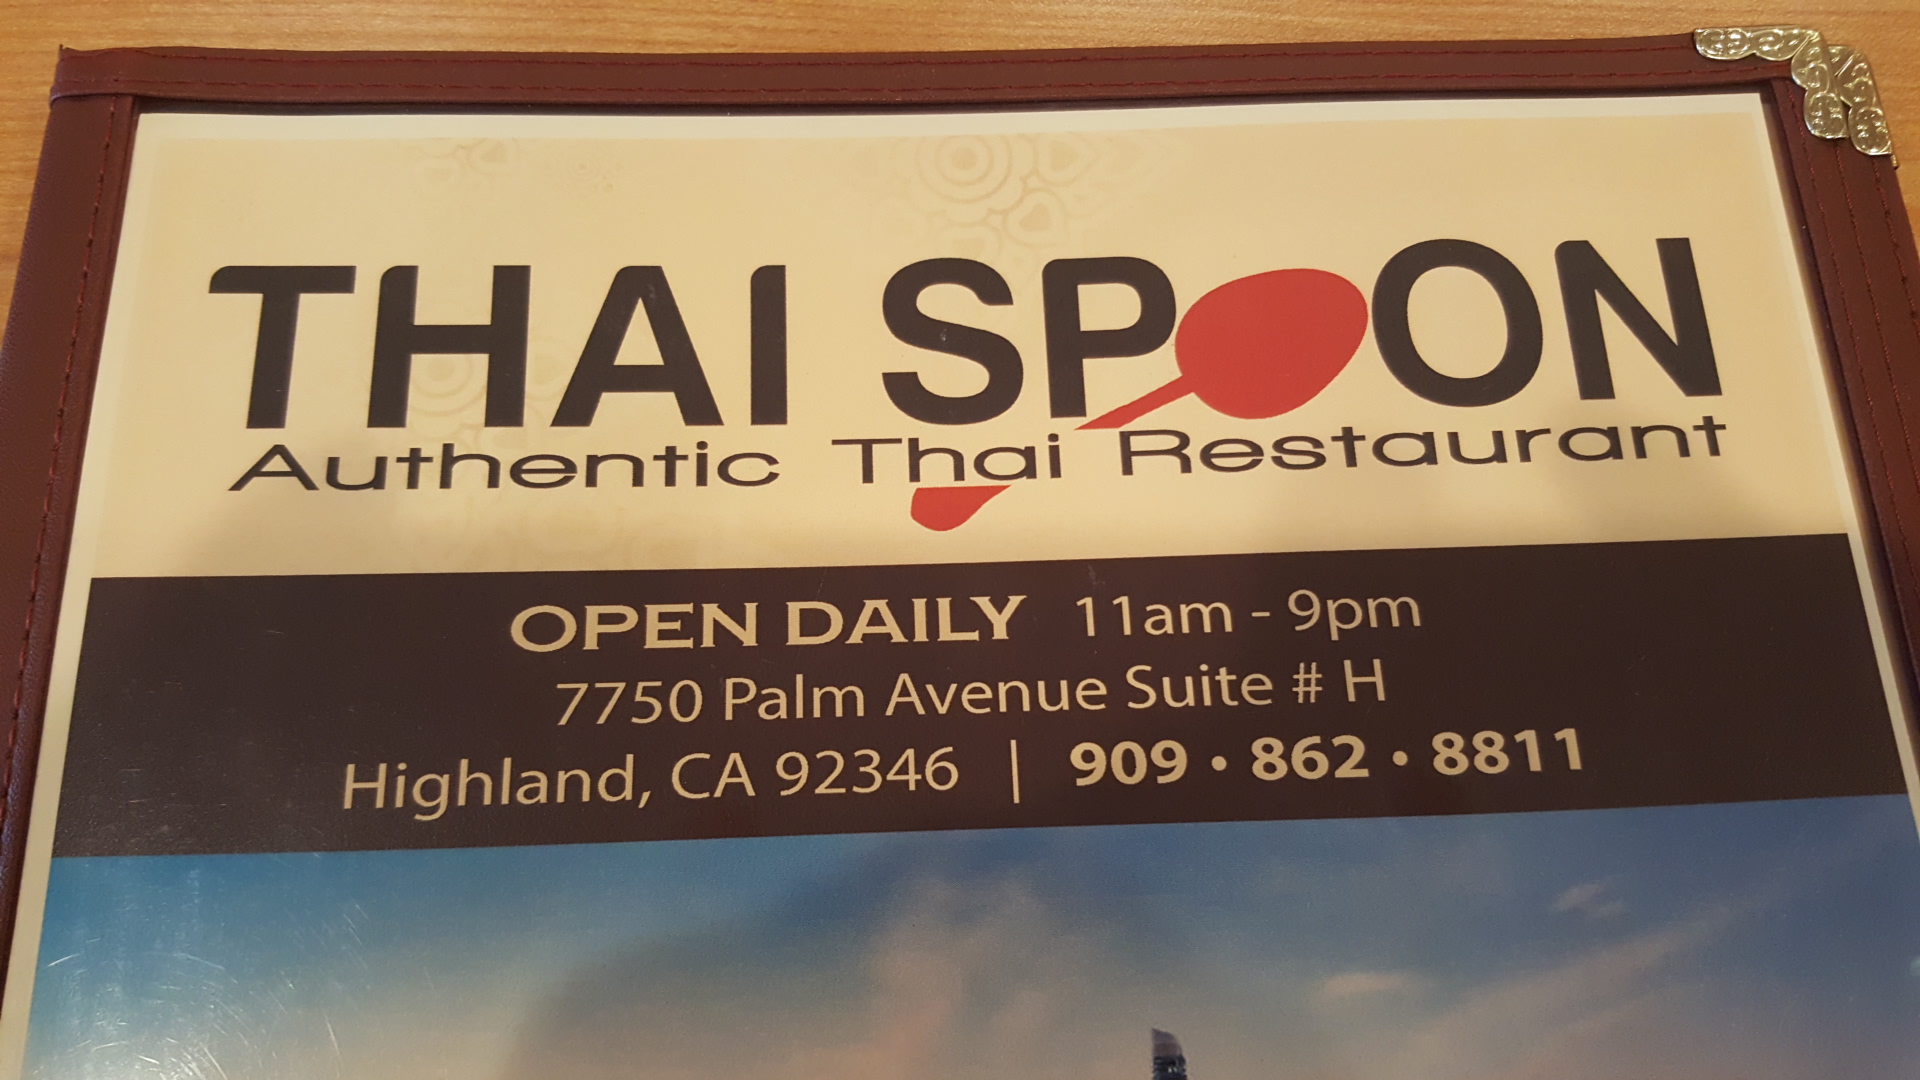 THAI SPOON
Authentic Thai Restaurant
OPEN DAILY 11am - 9pm
7750 Palm Avenue Suite # H
Highland, CA 92346 | 909 • 862 • 8811